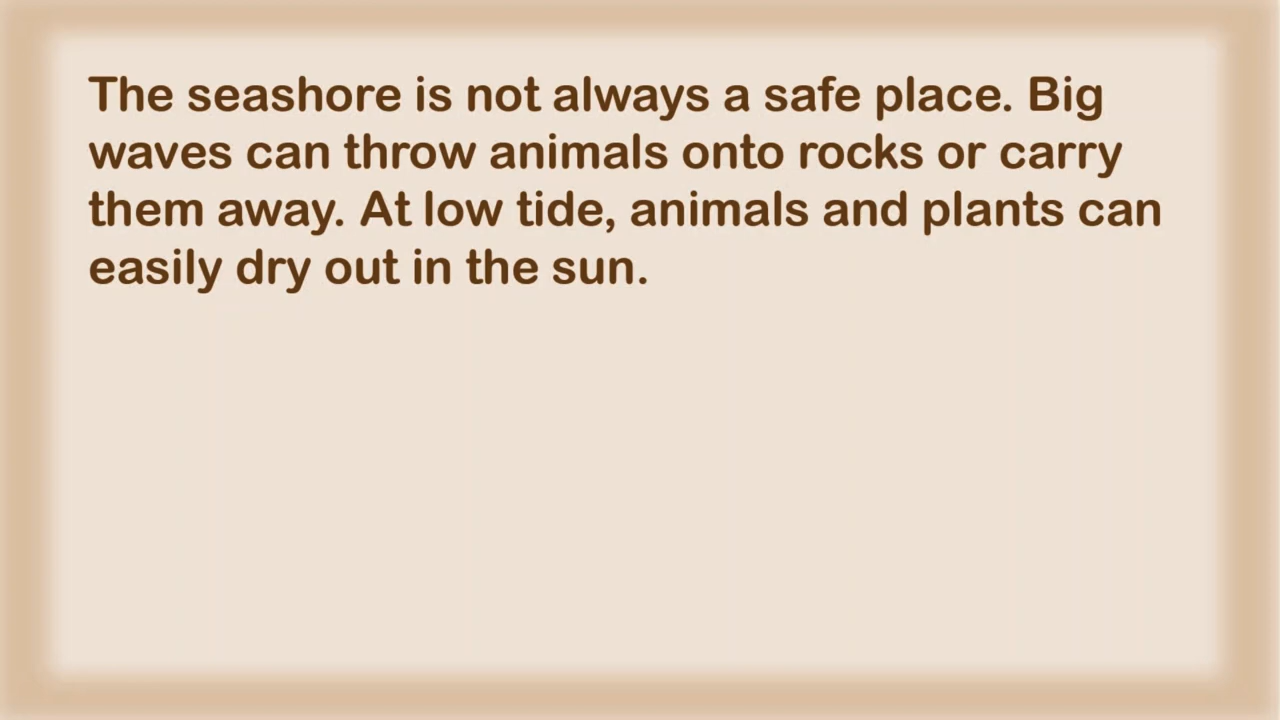 The seashore is not always a safe place. Big
waves can throw animals onto rocks or carry
them away. At low tide, animals and plants can
easily dry out in the sun.